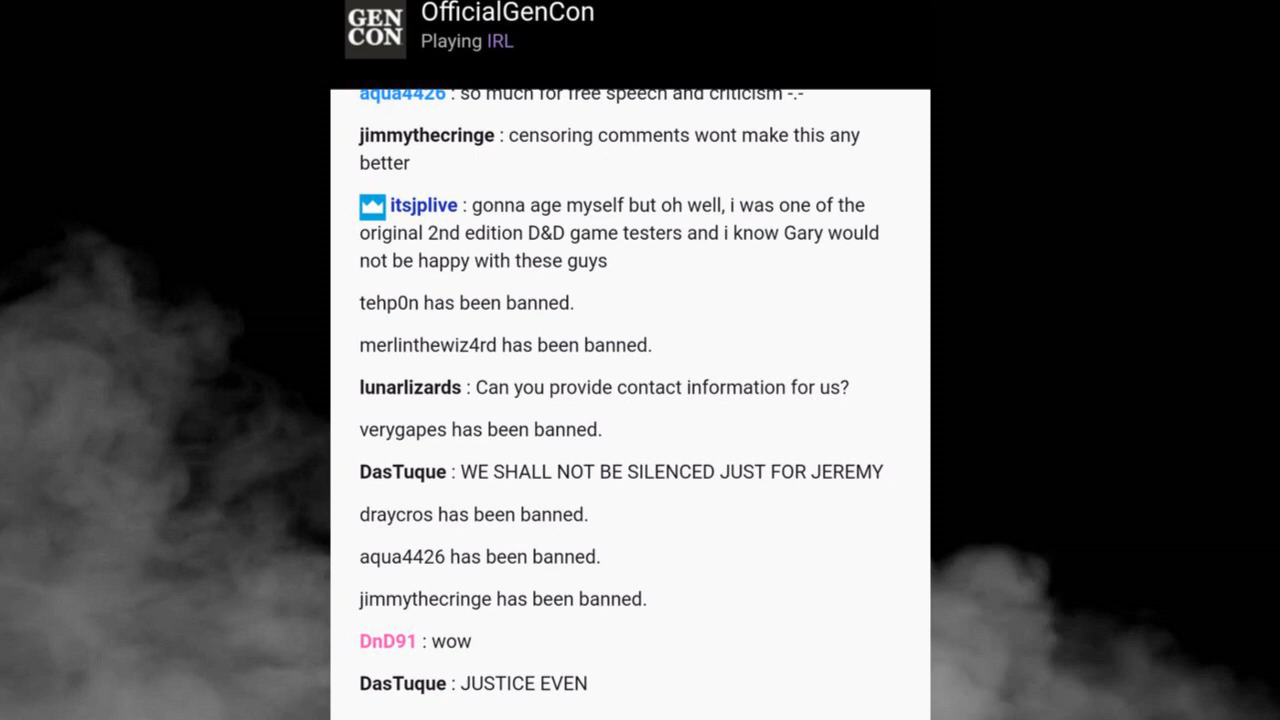 GEN
CON
OfficialGenCon
Playing IRL
aqua4426 : so much for free speech and criticism -.-
jimmythecringe : censoring comments wont make this any
better
itsjplive : gonna age myself but oh well, i was one of the
original 2nd edition D&D game testers and i know Gary would
not be happy with these guys
tehp0n has been banned.
merlinthewiz4rd has been banned.
lunarlizards : Can you provide contact information for us?
verygapes has been banned.
DasTuque : WE SHALL NOT BE SILENCED JUST FOR JEREMY
draycros has been banned.
aqua4426 has been banned.
jimmythecringe has been banned.
DnD91 : wow
DasTuque : JUSTICE EVEN